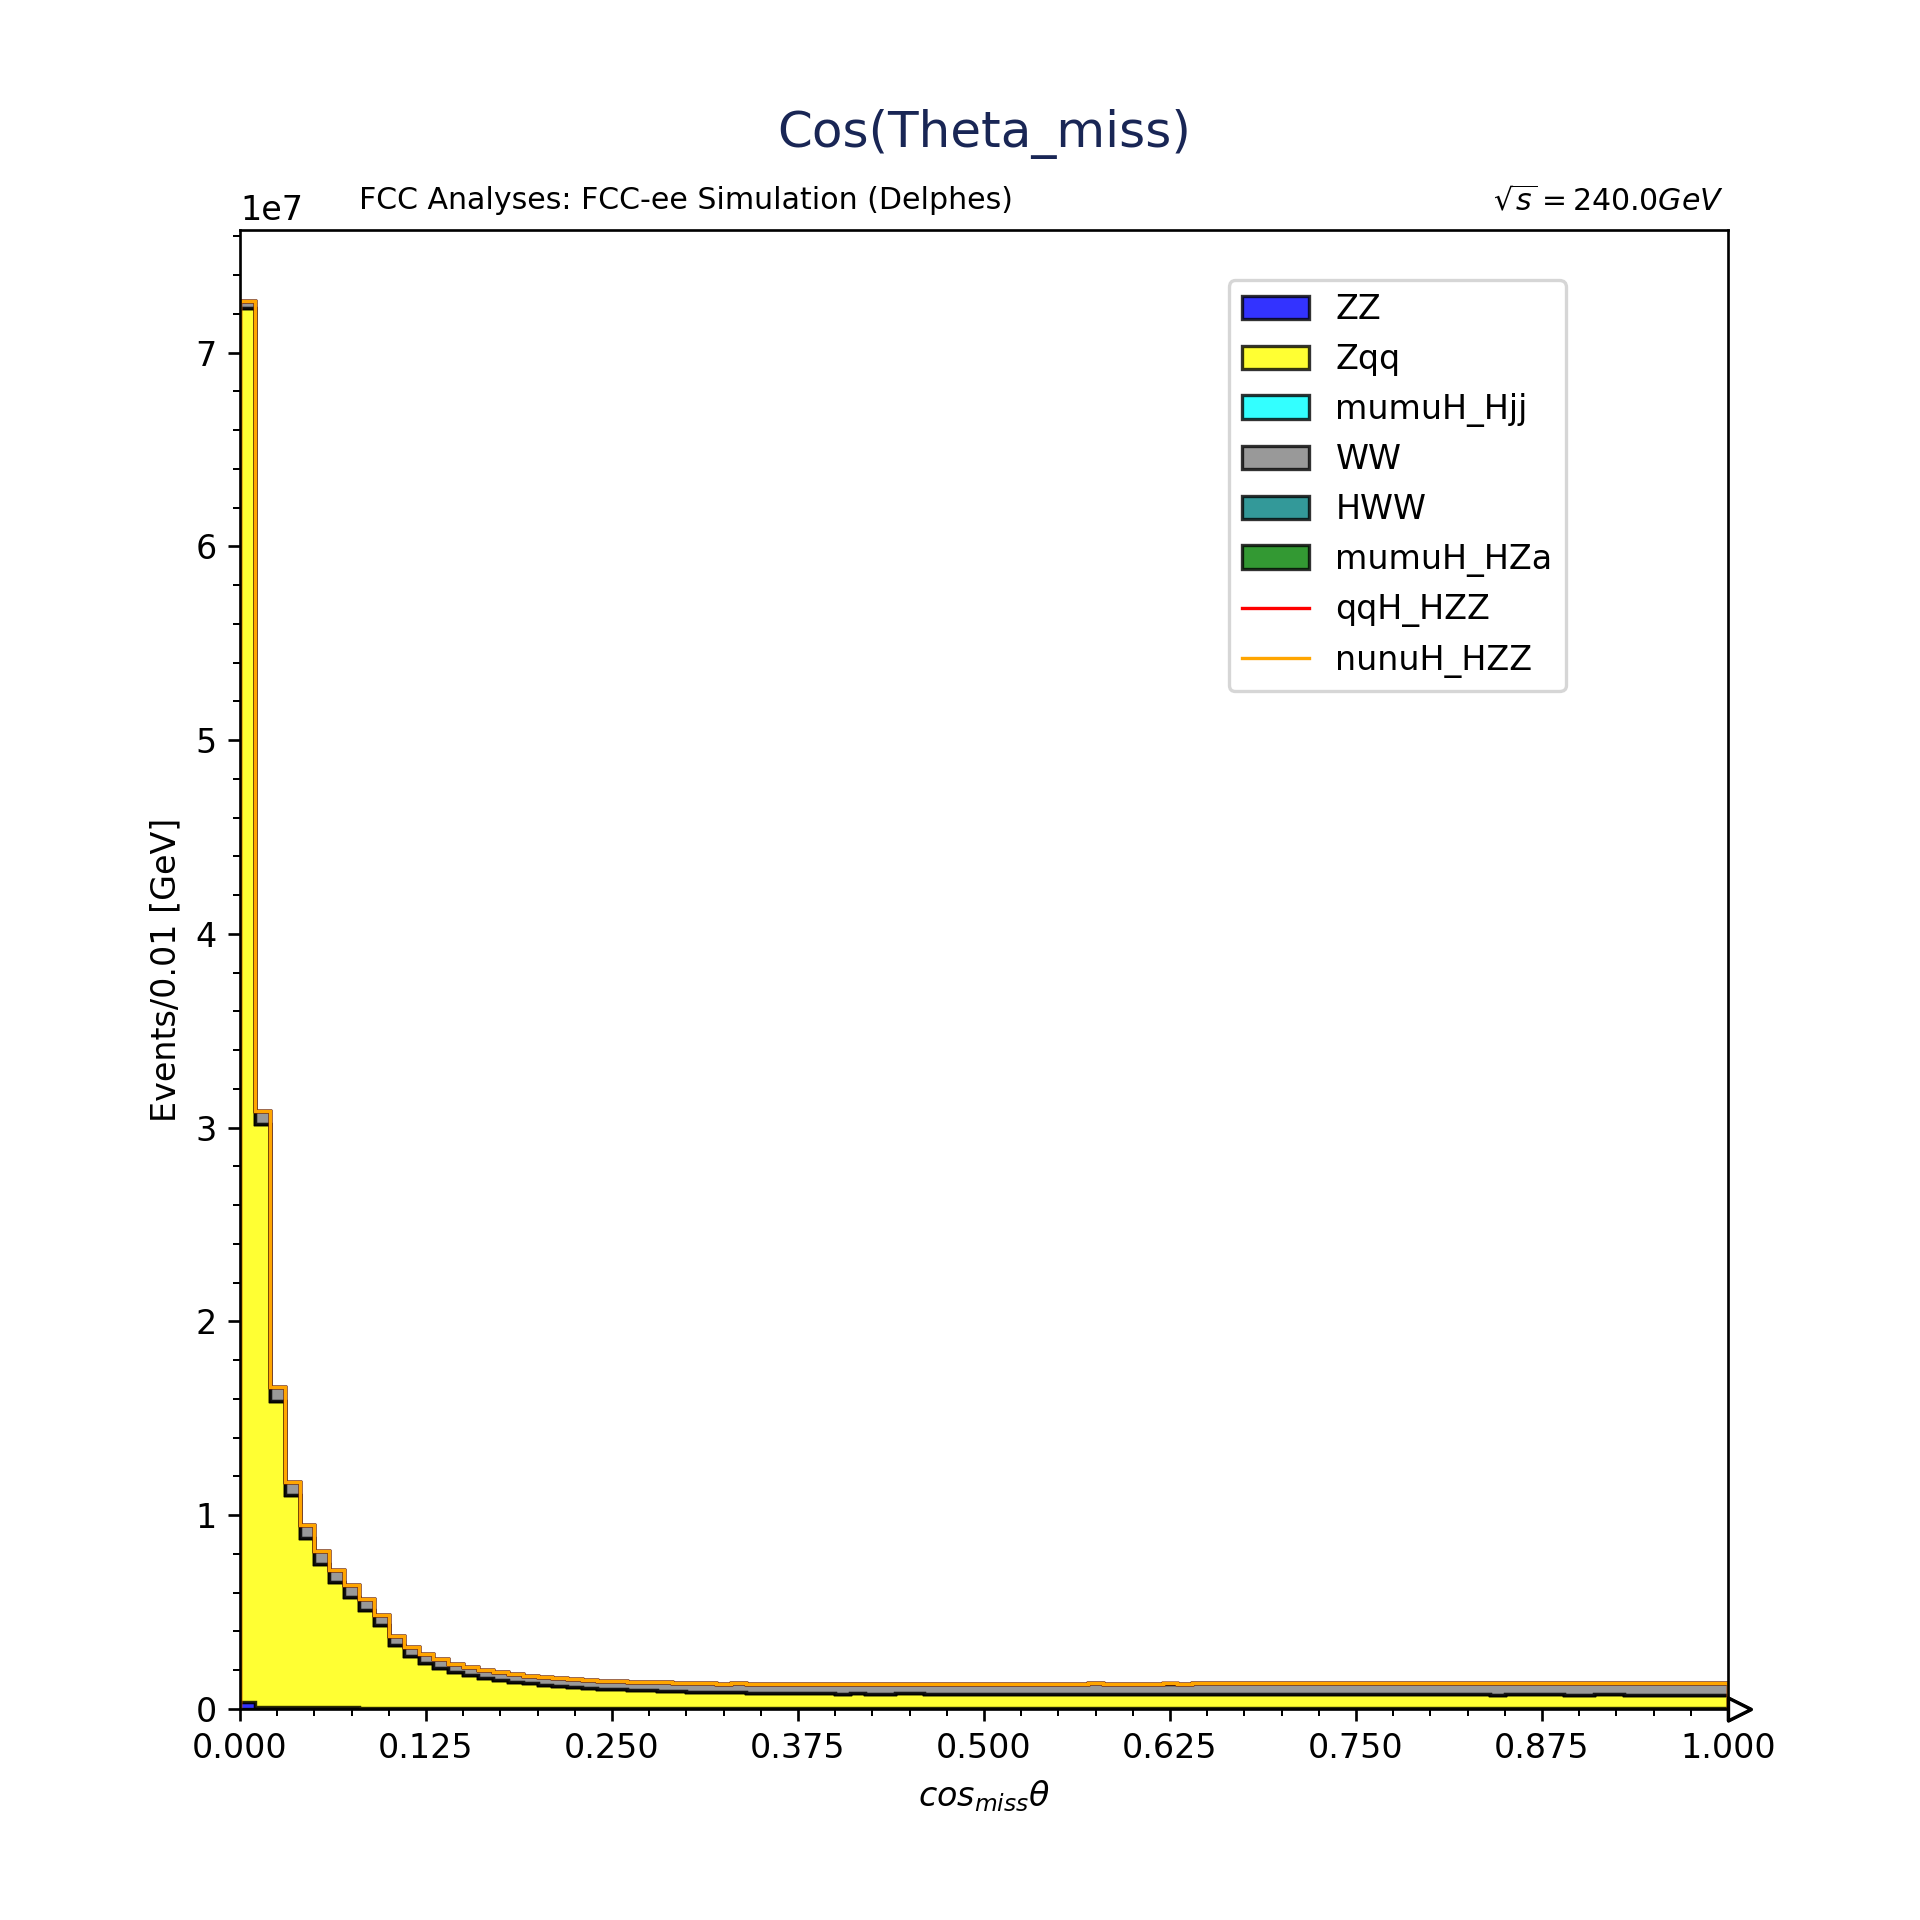 Cos(Theta_miss)
1e7 FCC Analyses: FCC-ee Simulation (Delphes) √s = 240.0GeV
ZZ
Zqq
mumuH_Hjj
WW
HWW
mumuH_HZa
qqH_HZZ
nunuH_HZZ
Events/0.01 [GeV]
7
6
5
4
3
2
1
0
0.000 0.125 0.250 0.375 0.500 0.625 0.750 0.875 1.000
cos_missθ